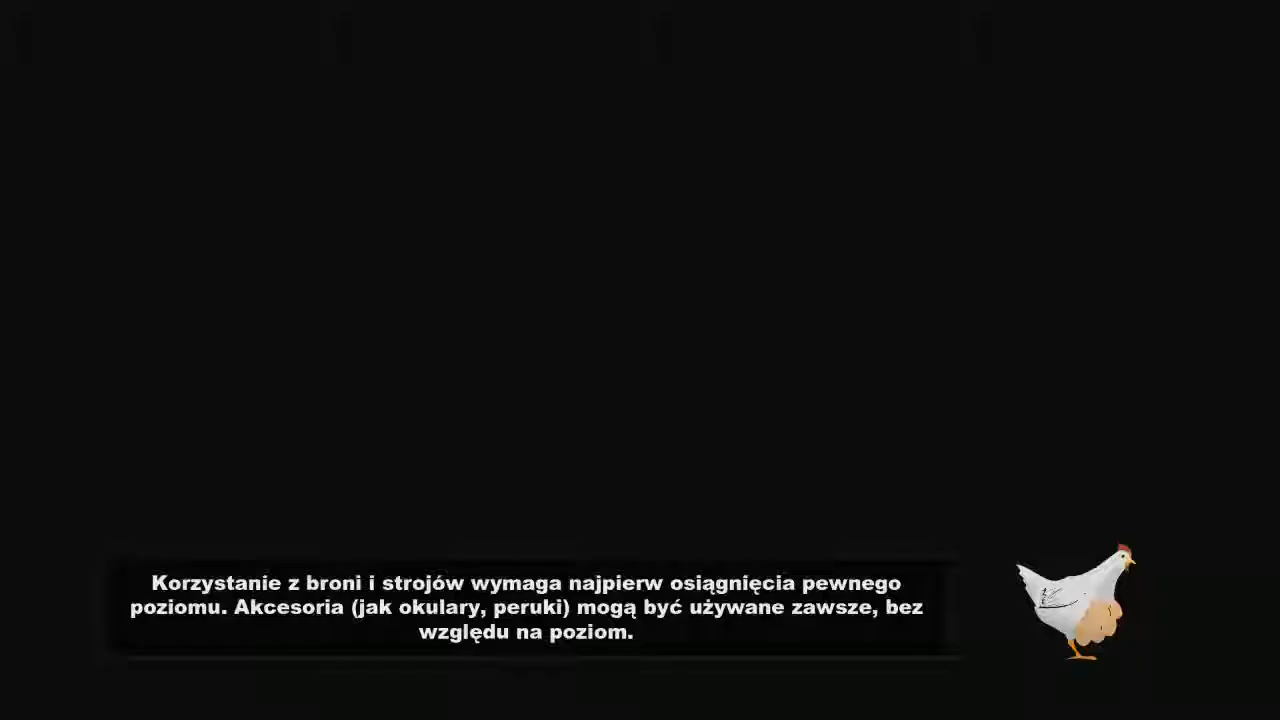 Korzystanie z broni i strojów wymaga najpierw osiągnięcia pewnego
poziomu. Akcesoria (jak okulary, peruki) mogą być używane zawsze, bez
względu na poziom.